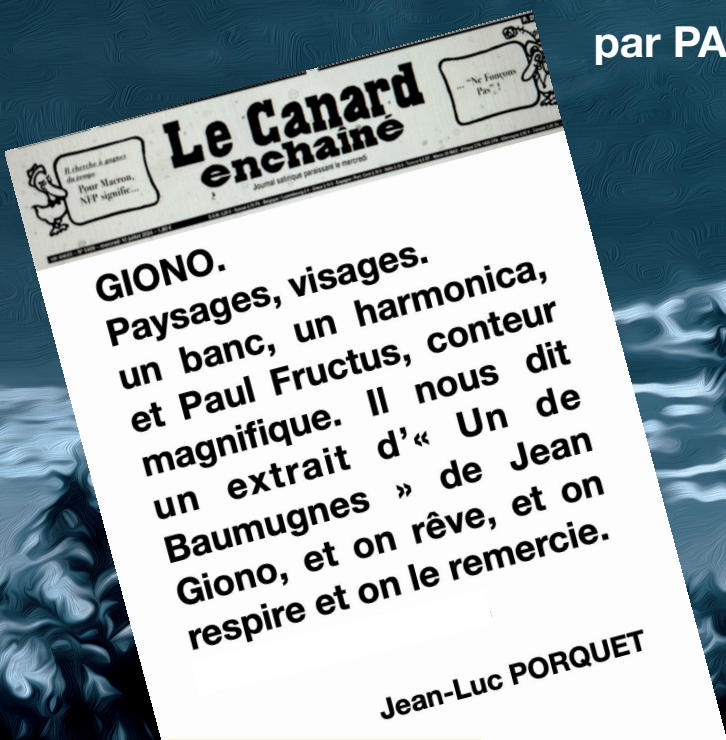 par PA
Le Canard
enchaîné
Journal satirique paraissant le mercredi
Il cherche à gagner
du temps
Pour Macron,
NFP signifie...
... "Ne Fonçons
Pas" !
GIONO.
Paysages, visages.
un banc, un harmonica,
et Paul Fructus, conteur
magnifique. Il nous dit
un extrait d'« Un de
Baumugnes » de Jean
Giono, et on rêve, et on
respire et on le remercie.
Jean-Luc PORQUET